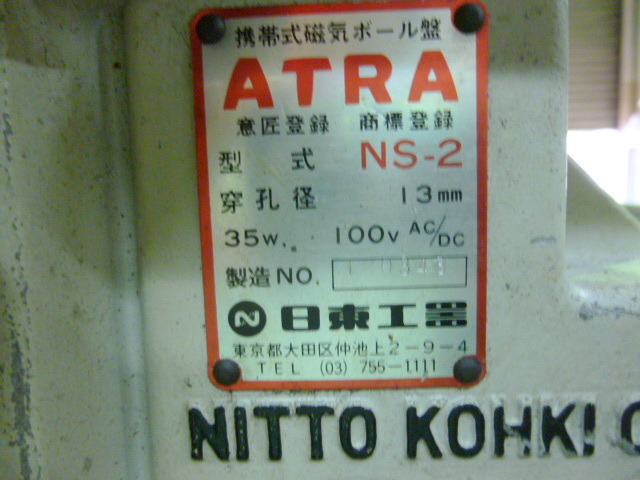 携帯式磁気ボール盤
ATRA
意匠登録 商標登録
型式 NS-2
穿孔径 13mm
35W. 100V AC/DC
製造NO.
日東工器
東京都大田区仲池上2-9-4
TEL (03) 755-1111
NITTO KOHKI